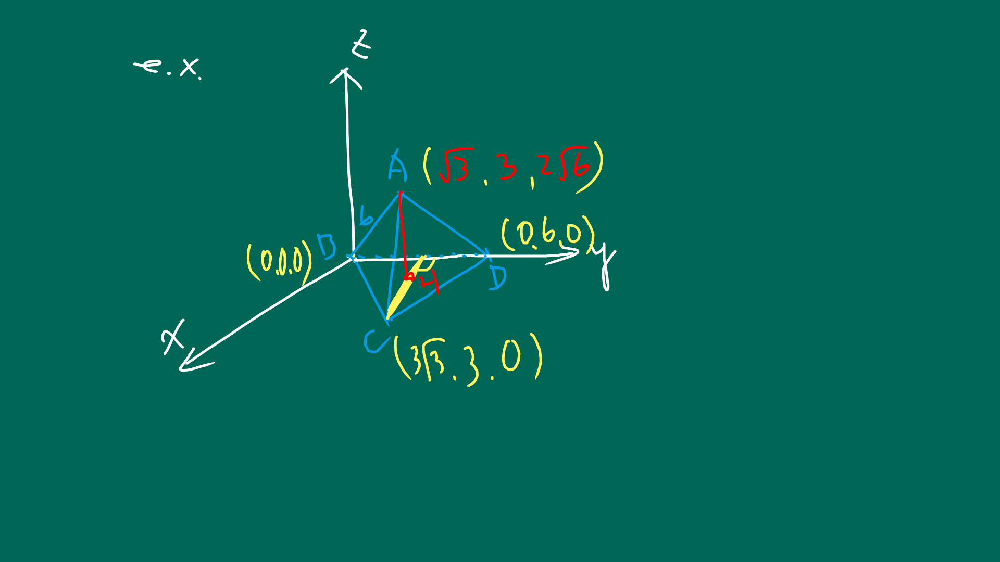 z
e.x.
A (√3, 3, 2√6)
6
(0, 6, 0)
B
(0.0.0)
y
D
H
x
C
(3√3, 3, 0)